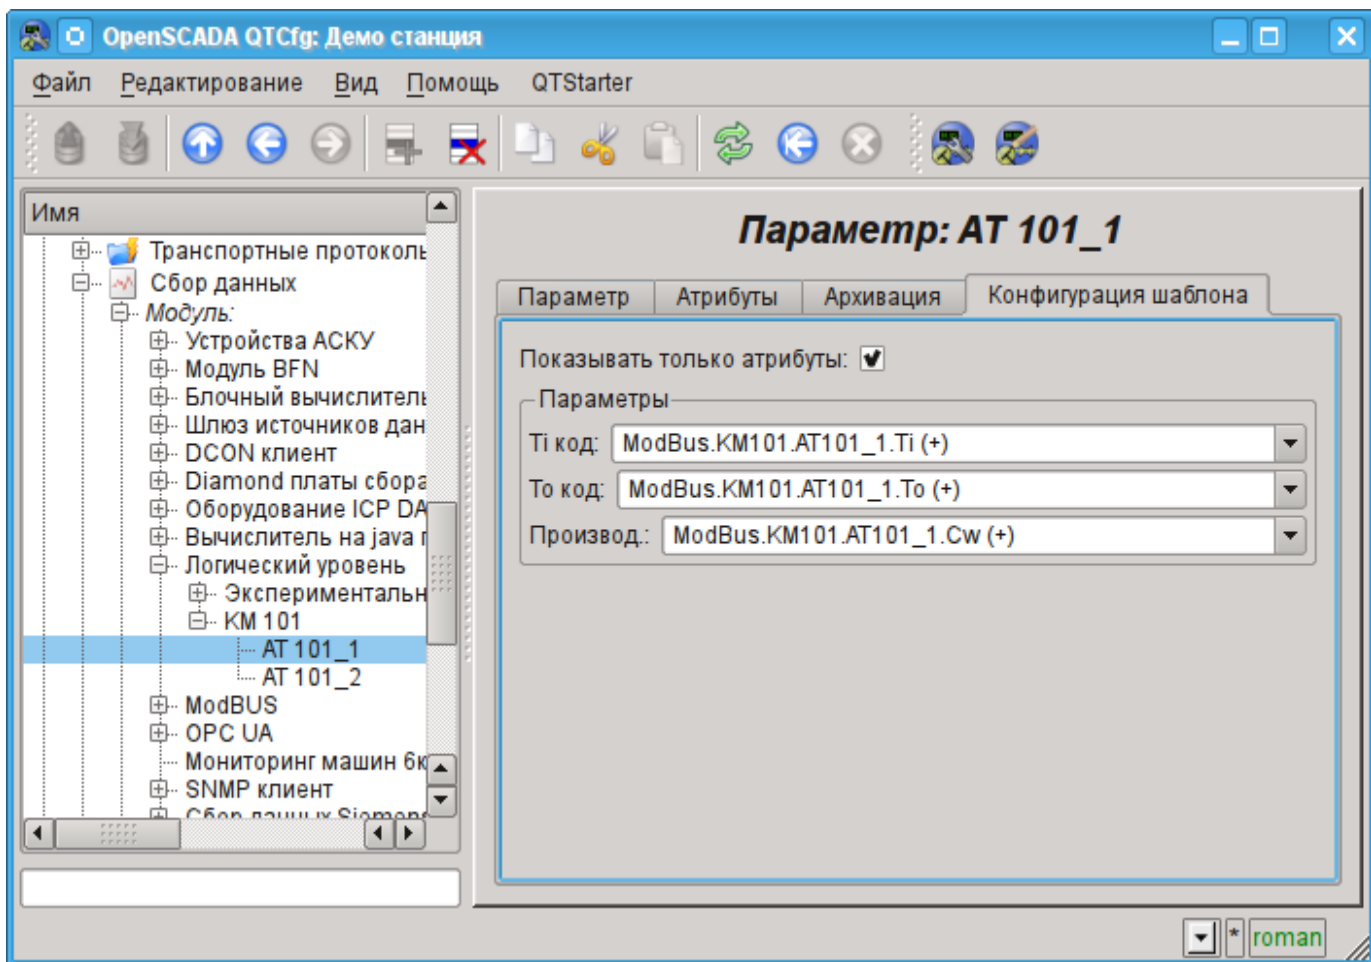 OpenSCADA QTCfg: Демо станция
Файл Редактирование Вид Помощь QTStarter
Имя
Транспортные протоколь
Сбор данных
Модуль:
Устройства АСКУ
Модуль BFN
Блочный вычислитель
Шлюз источников дан
DCON клиент
Diamond платы сбора
Оборудование ICP DA
Вычислитель на java п
Логический уровень
Экспериментальн
KM 101
AT 101_1
AT 101_2
ModBUS
OPC UA
Мониторинг машин 6к
SNMP клиент
Сбор данных Siemens
Параметр: AT 101_1
Параметр Атрибуты Архивация Конфигурация шаблона
Показывать только атрибуты:
Параметры
Ti код: ModBus.KM101.AT101_1.Ti (+)
To код: ModBus.KM101.AT101_1.To (+)
Производ.: ModBus.KM101.AT101_1.Cw (+)
* roman